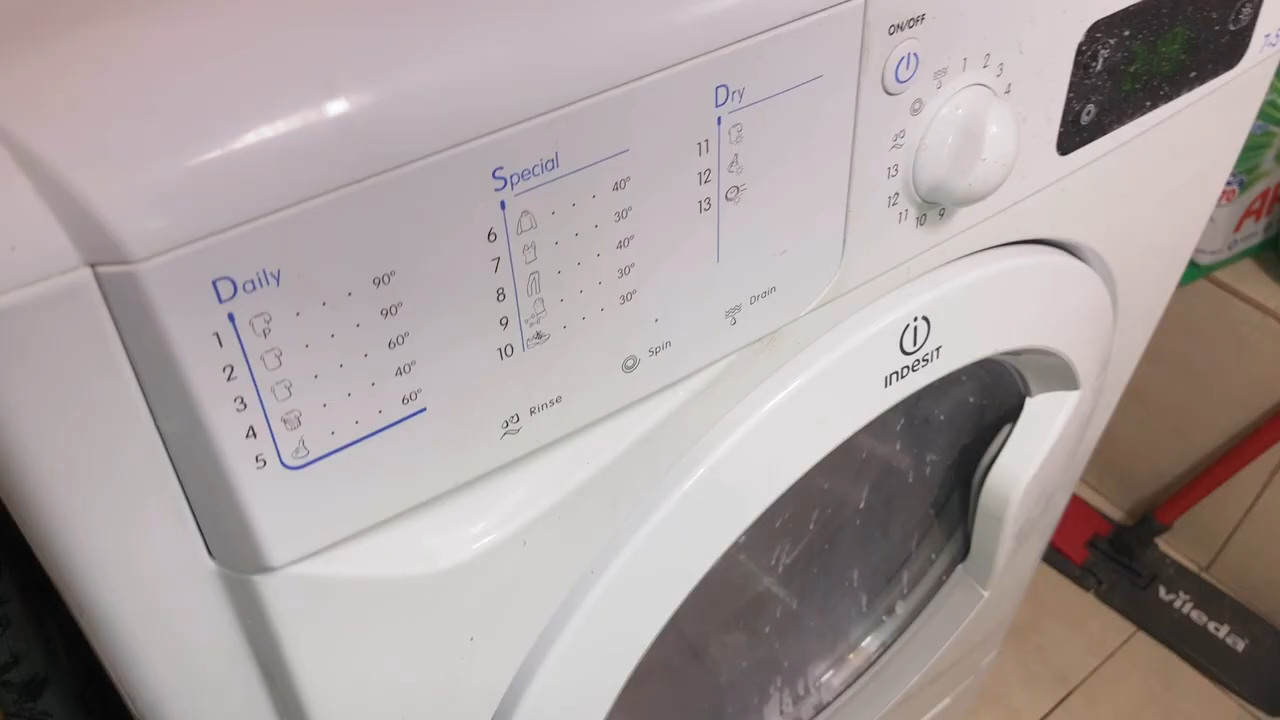 Daily
1 90°
2 90°
3 60°
4 40°
5 60°
Special
6 40°
7 30°
8 40°
9 30°
10 30°
Rinse
Spin
Drain
Dry
11
12
13
ON/OFF
1
2
3
4
9
10
11
12
13
INDESIT
vileda